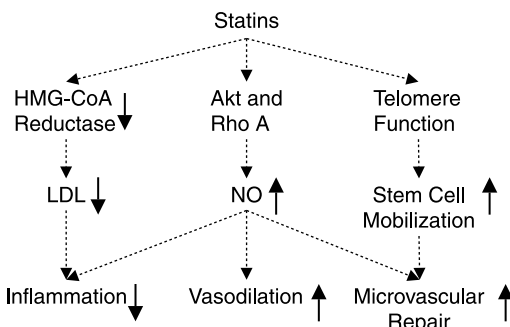 Statins
HMG-CoA
Reductase
Akt and
Rho A
Telomere
Function
LDL
NO
Stem Cell
Mobilization
Inflammation
Vasodilation
Microvascular
Repair